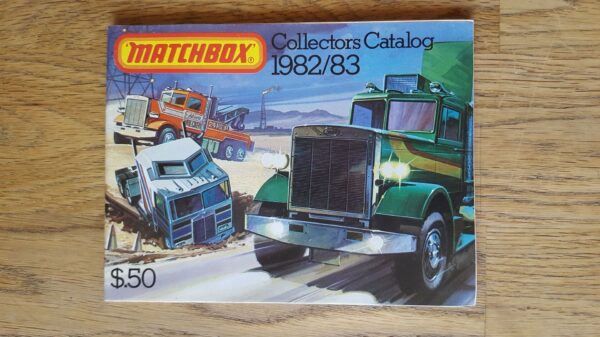 MATCHBOX®
Collectors Catalog
1982/83
$.50